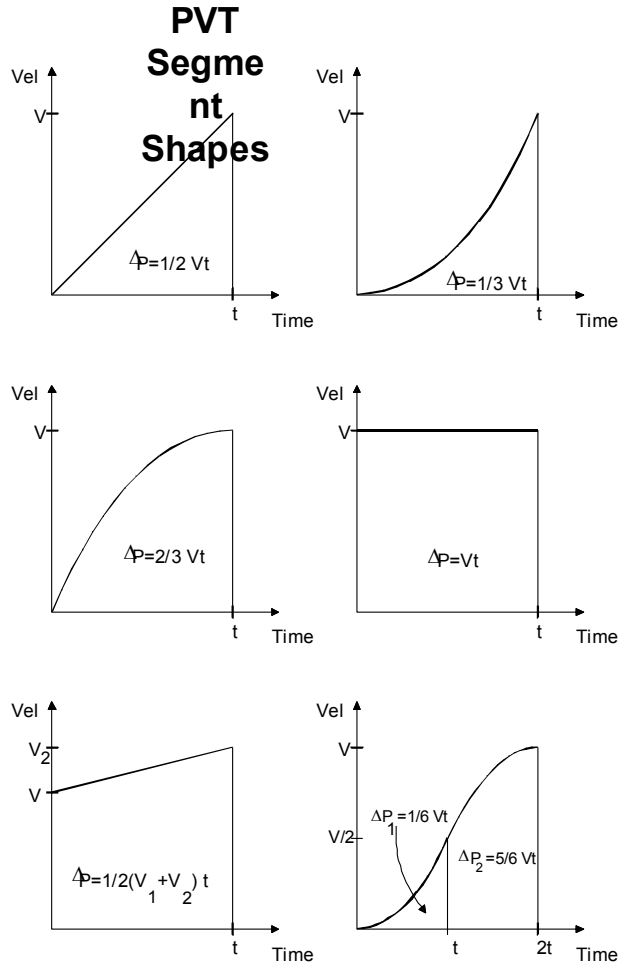 PVT
Segme
nt
Shapes
Vel
V
ΔP=1/2 Vt
t
Time
Vel
V
ΔP=1/3 Vt
t
Time
Vel
V
ΔP=2/3 Vt
t
Time
Vel
V
ΔP=Vt
t
Time
Vel
V2
V
ΔP=1/2(V1+V2) t
t
Time
Vel
V
V/2
ΔP1=1/6 Vt
ΔP2=5/6 Vt
t
2t
Time